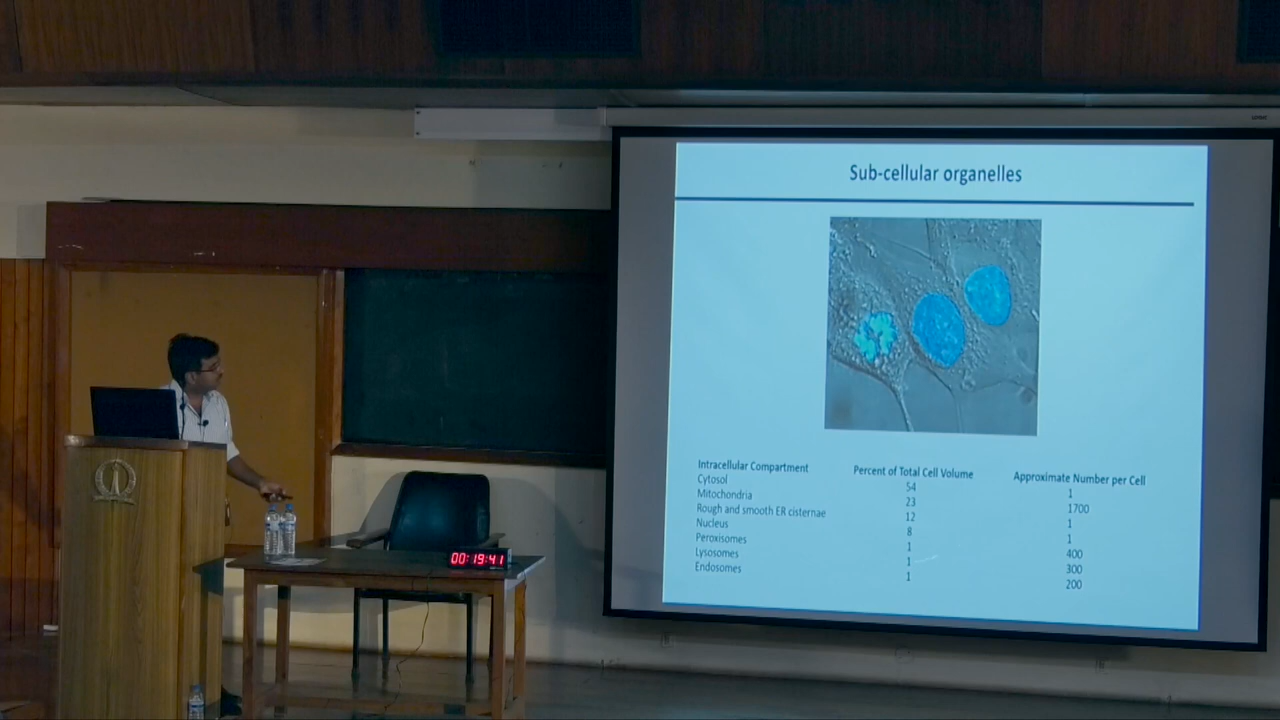 Sub-cellular organelles
Intracellular Compartment Percent of Total Cell Volume Approximate Number per Cell
Cytosol 54 1
Mitochondria 23 1700
Rough and smooth ER cisternae 12 1
Nucleus 8 1
Peroxisomes 1 400
Lysosomes 1 300
Endosomes 1 200
00:19:41